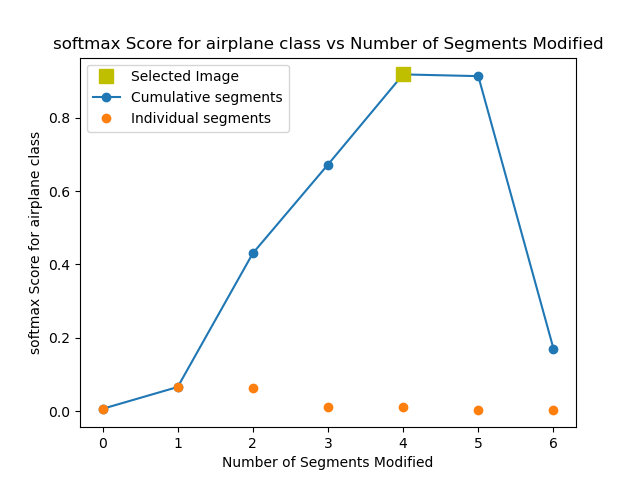 softmax Score for airplane class vs Number of Segments Modified
Selected Image
Cumulative segments
Individual segments
softmax Score for airplane class
0.8
0.6
0.4
0.2
0.0
0 1 2 3 4 5 6
Number of Segments Modified